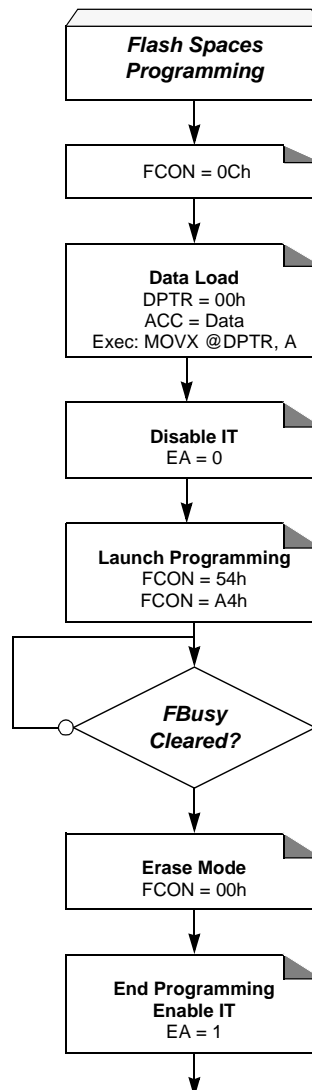 Flash Spaces
Programming
FCON = 0Ch
Data Load
DPTR = 00h
ACC = Data
Exec: MOVX @DPTR, A
Disable IT
EA = 0
Launch Programming
FCON = 54h
FCON = A4h
FBusy
Cleared?
Erase Mode
FCON = 00h
End Programming
Enable IT
EA = 1